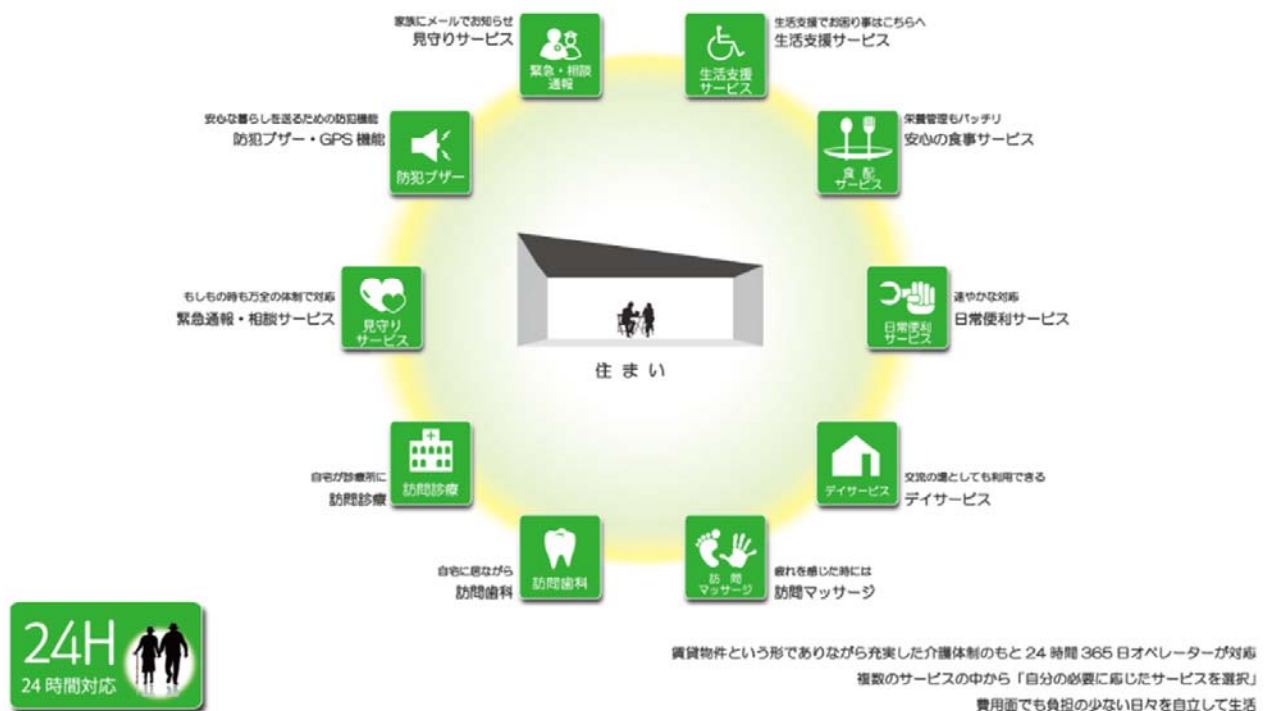 家族にメールでお知らせ
見守りサービス
緊急・相談
通報
生活支援
サービス
生活支援でお困り事はこちらへ
生活支援サービス
安心な暮らしを送るための防犯機能
防犯ブザー・GPS 機能
防犯ブザー
食 配
サービス
栄養管理もバッチリ
安心の食事サービス
もしもの時も万全の体制で対応
緊急通報・相談サービス
見守り
サービス
日常便利
サービス
速やかな対応
日常便利サービス
住 ま い
自宅が診療所に
訪問診療
訪問診療
デイサービス
交流の場としても利用できる
デイサービス
自宅に居ながら
訪問歯科
訪問歯科
訪 問
マッサージ
疲れを感じた時には
訪問マッサージ
24H
24 時間対応
賃貸物件という形でありながら充実した介護体制のもと 24 時間 365 日オペレーターが対応
複数のサービスの中から「自分の必要に応じたサービスを選択」
費用面でも負担の少ない日々を自立して生活